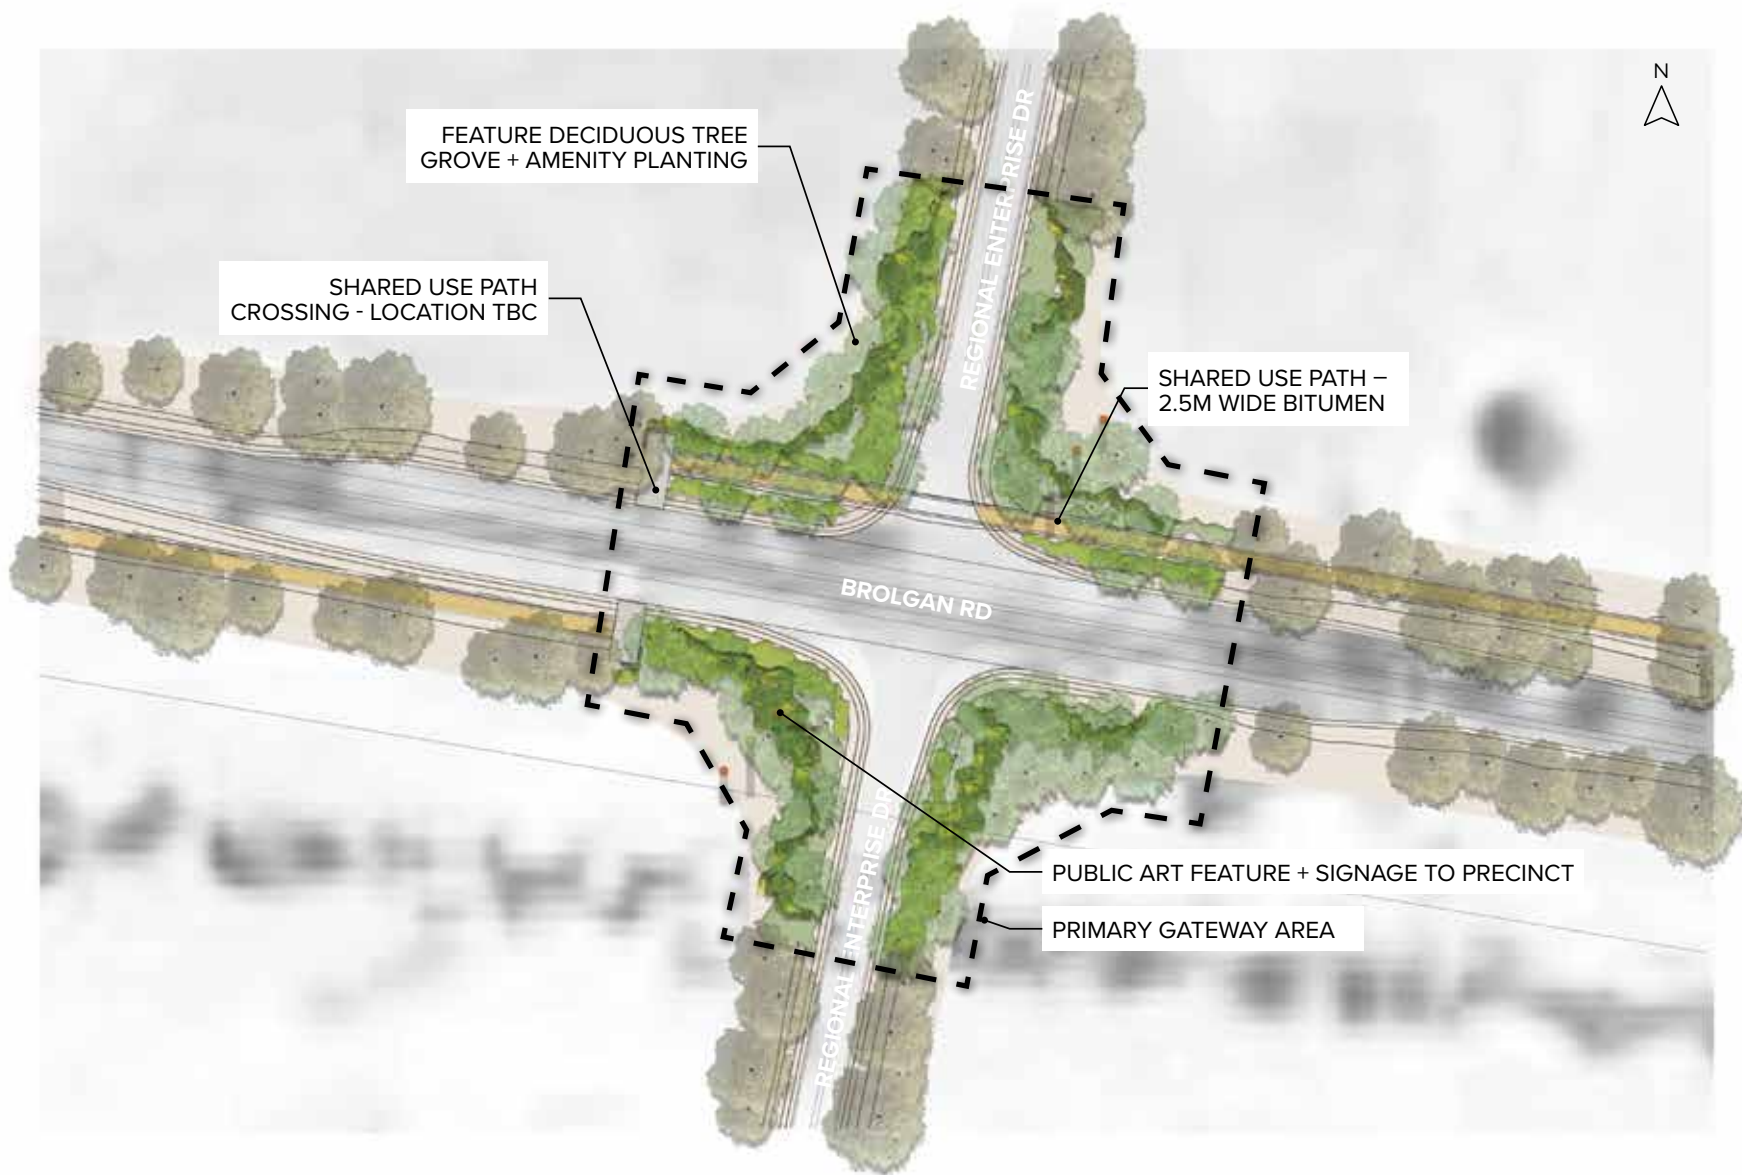 N
REGIONAL ENTERPRISE DR
FEATURE DECIDUOUS TREE
GROVE + AMENITY PLANTING
SHARED USE PATH
CROSSING - LOCATION TBC
SHARED USE PATH –
2.5M WIDE BITUMEN
BROLGAN RD
REGIONAL ENTERPRISE DR
PUBLIC ART FEATURE + SIGNAGE TO PRECINCT
PRIMARY GATEWAY AREA